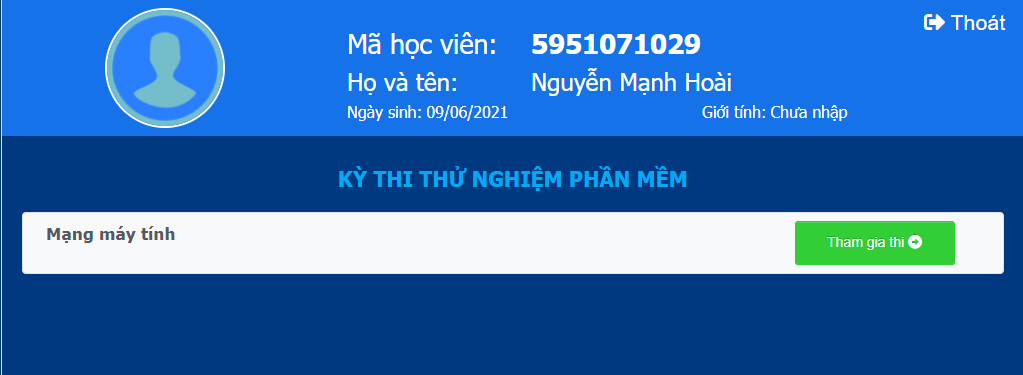 Thoát
Mã học viên: 5951071029
Họ và tên: Nguyễn Mạnh Hoài
Ngày sinh: 09/06/2021 Giới tính: Chưa nhập
KỲ THI THỬ NGHIỆM PHẦN MỀM
Mạng máy tính Tham gia thi